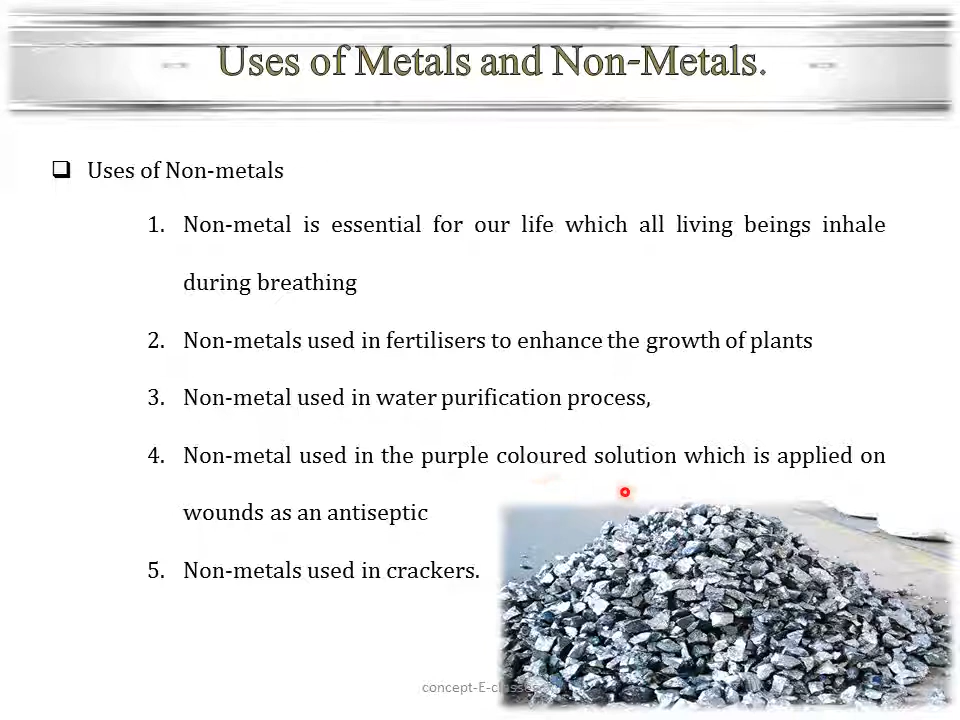 Uses of Metals and Non-Metals.
Uses of Non-metals
1. Non-metal is essential for our life which all living beings inhale
during breathing
2. Non-metals used in fertilisers to enhance the growth of plants
3. Non-metal used in water purification process,
4. Non-metal used in the purple coloured solution which is applied on
wounds as an antiseptic
5. Non-metals used in crackers.
concept-E-classes